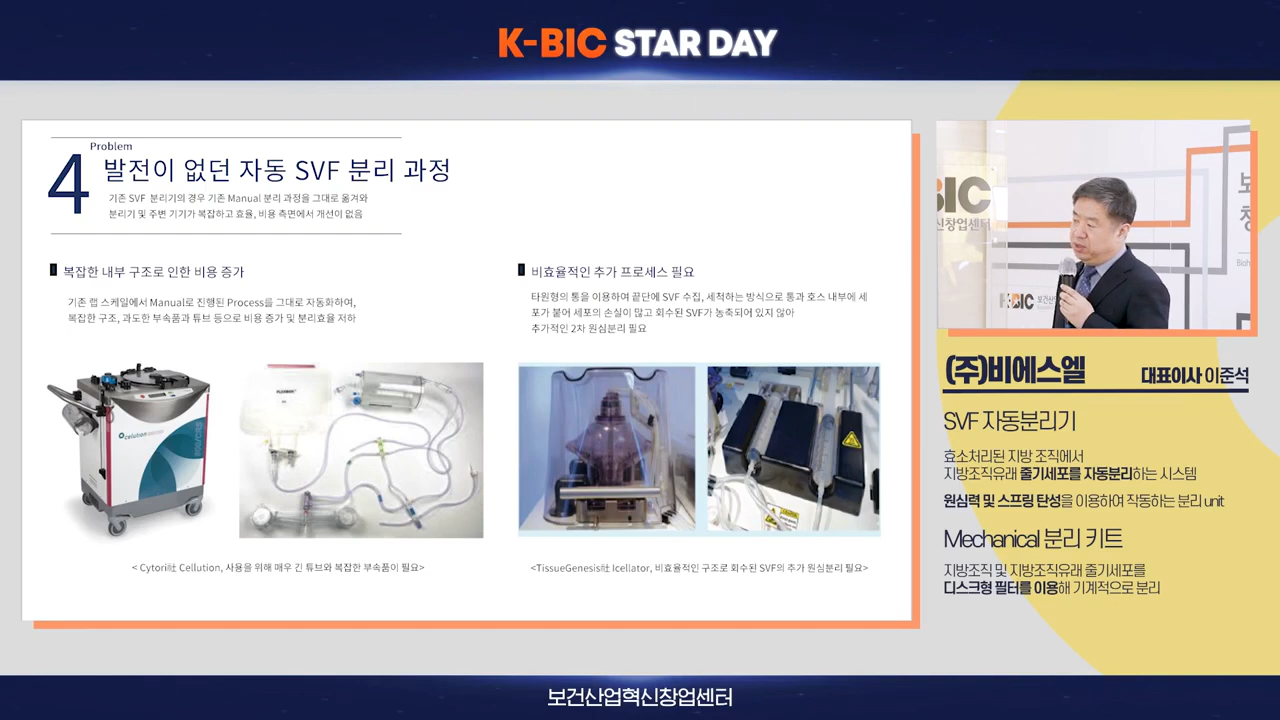 K-BIC STAR DAY
Problem
4 발전이 없던 자동 SVF 분리 과정
기존 SVF 분리기의 경우 기존 Manual 분리 과정을 그대로 옮겨와
분리기 및 주변 기기가 복잡하고 효율, 비용 측면에서 개선이 없음
복잡한 내부 구조로 인한 비용 증가
기존 랩 스케일에서 Manual로 진행된 Process를 그대로 자동화하여,
복잡한 구조, 과도한 부속품과 튜브 등으로 비용 증가 및 분리효율 저하
celution
< Cytori社 Cellution, 사용을 위해 매우 긴 튜브와 복잡한 부속품이 필요>
비효율적인 추가 프로세스 필요
타원형의 통을 이용하여 끝단에 SVF 수집, 세척하는 방식으로 통과 호스 내부에 세
포가 붙어 세포의 손실이 많고 회수된 SVF가 농축되어 있지 않아
추가적인 2차 원심분리 필요
<TissueGenesis社 Icellator, 비효율적인 구조로 회수된 SVF의 추가 원심분리 필요>
BIC
신창업센터
보
창
K-BIC 보건산
(주)비에스엘 대표이사 이준석
SVF 자동분리기
효소처리된 지방 조직에서
지방조직유래 줄기세포를 자동분리하는 시스템
원심력 및 스프링 탄성을 이용하여 작동하는 분리 unit
Mechanical 분리 키트
지방조직 및 지방조직유래 줄기세포를
디스크형 필터를 이용해 기계적으로 분리
보건산업혁신창업센터